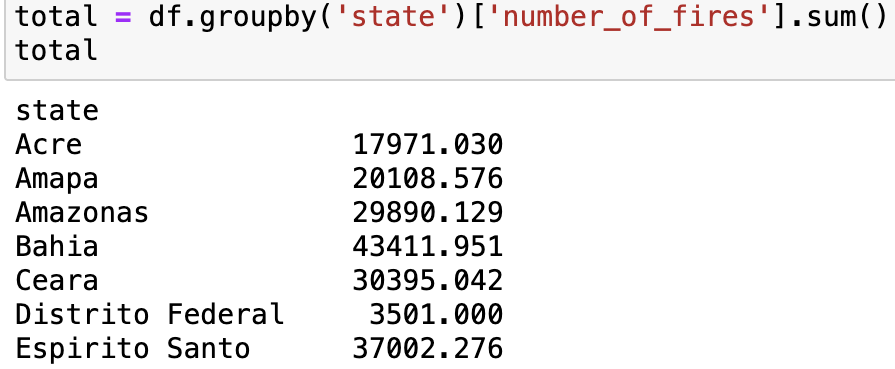 total = df.groupby('state')['number_of_fires'].sum()
total
state
Acre                17971.030
Amapa               20108.576
Amazonas            29890.129
Bahia               43411.951
Ceara               30395.042
Distrito Federal     3501.000
Espirito Santo      37002.276